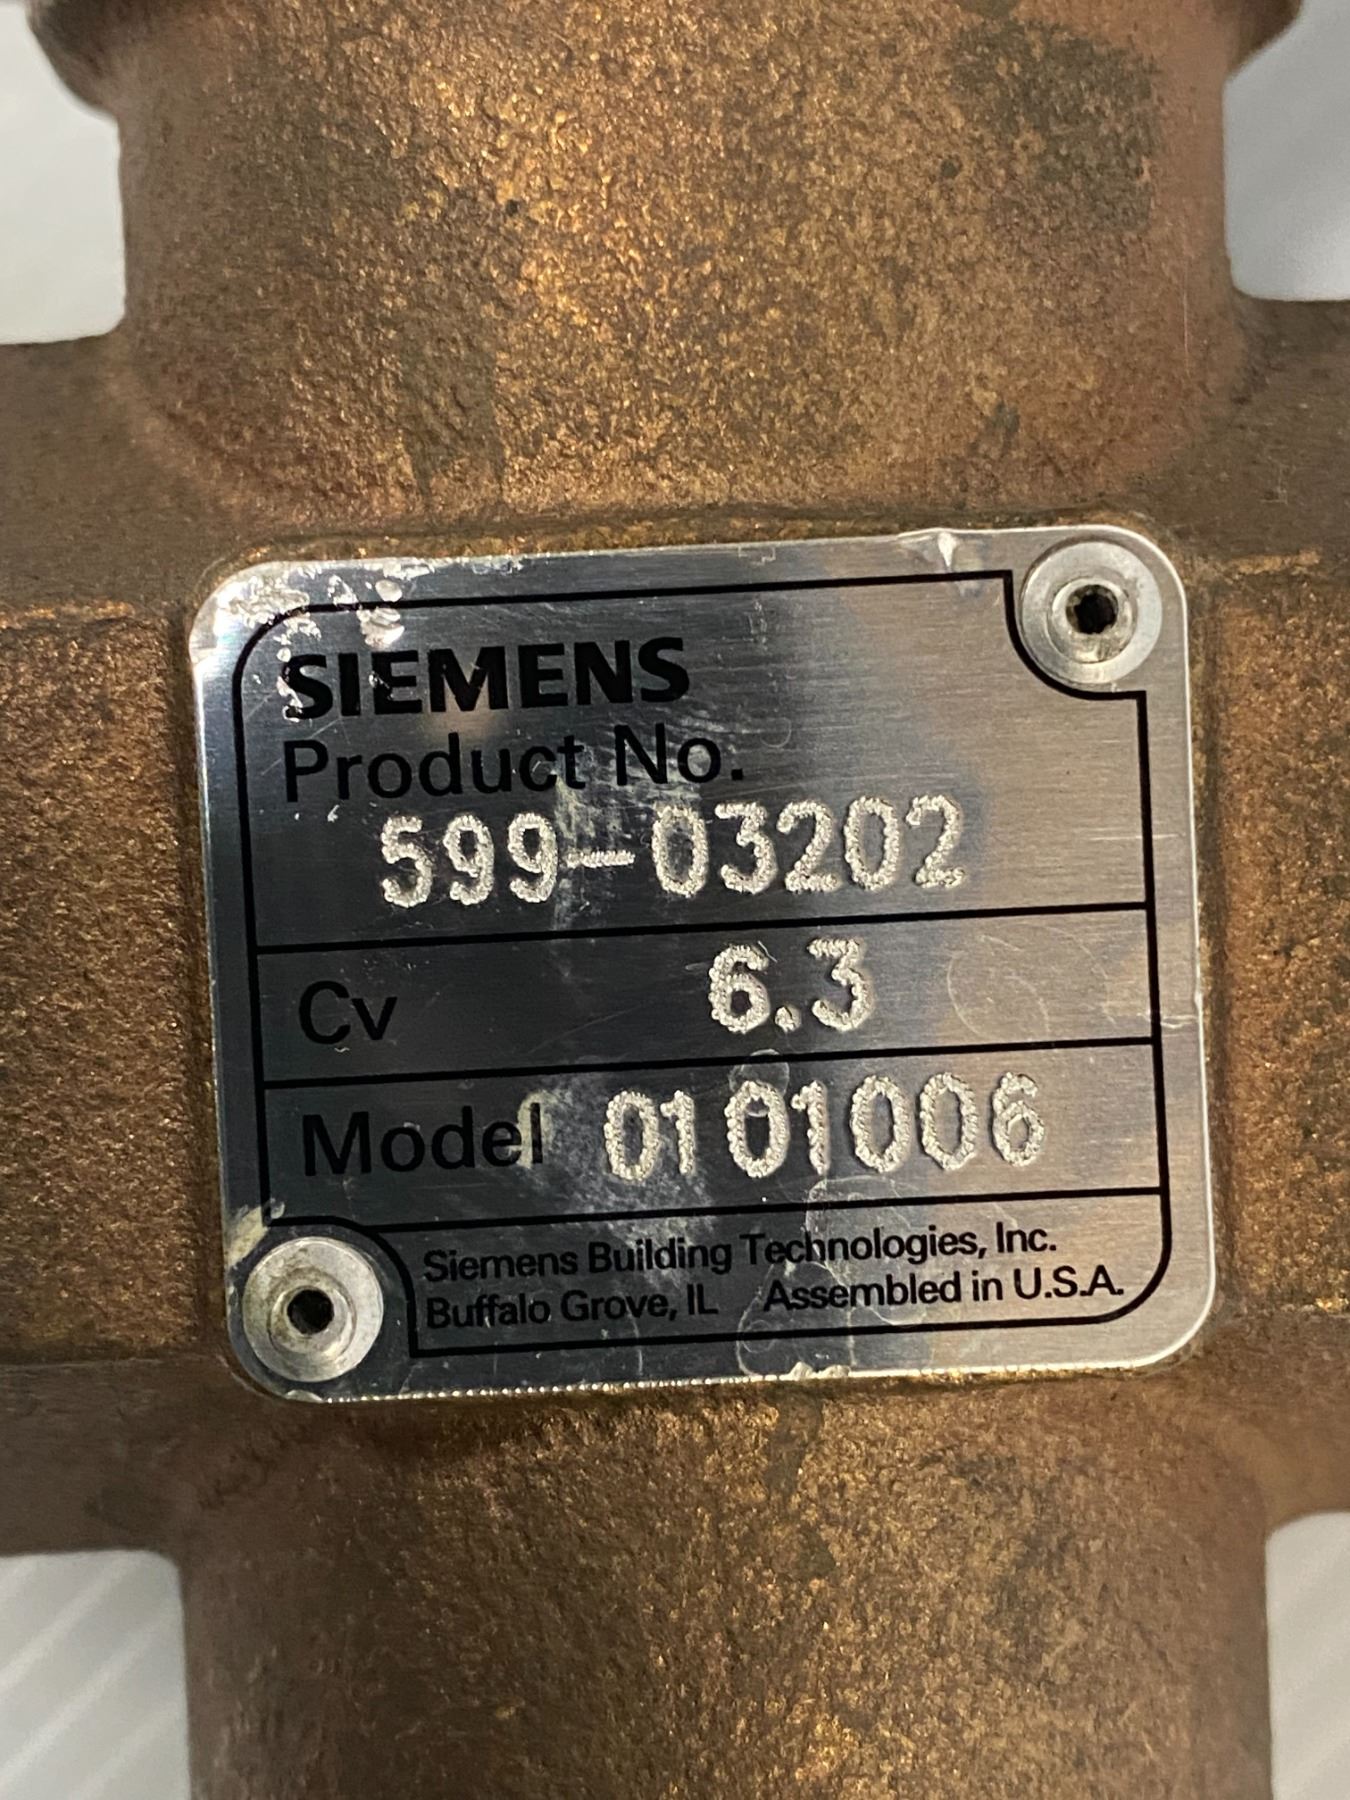 SIEMENS
Product No.
599-03202
Cv 6.3
Model 0101006
Siemens Building Technologies, Inc.
Buffalo Grove, IL Assembled in U.S.A.